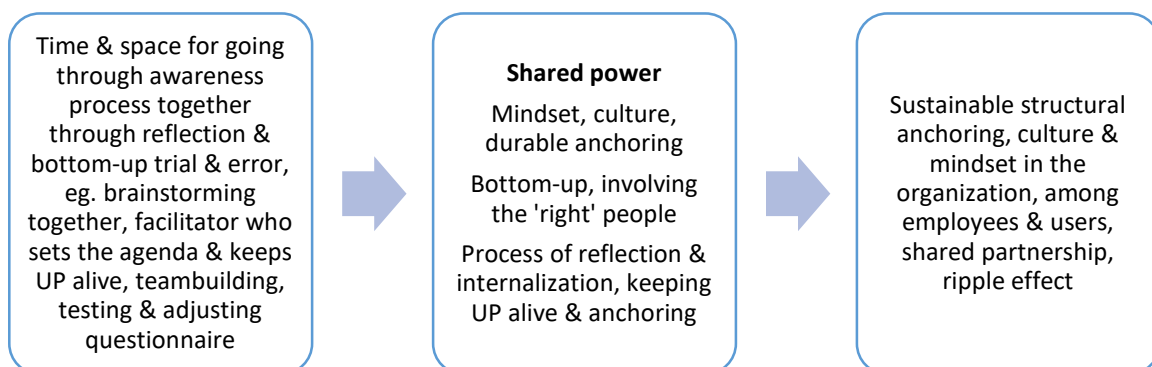 Time & space for going
through awareness
process together
through reflection &
bottom-up trial & error,
eg. brainstorming
together, facilitator who
sets the agenda & keeps
UP alive, teambuilding,
testing & adjusting
questionnaire
Shared power
Mindset, culture,
durable anchoring
Bottom-up, involving
the 'right' people
Process of reflection &
internalization, keeping
UP alive & anchoring
Sustainable structural
anchoring, culture &
mindset in the
organization, among
employees & users,
shared partnership,
ripple effect